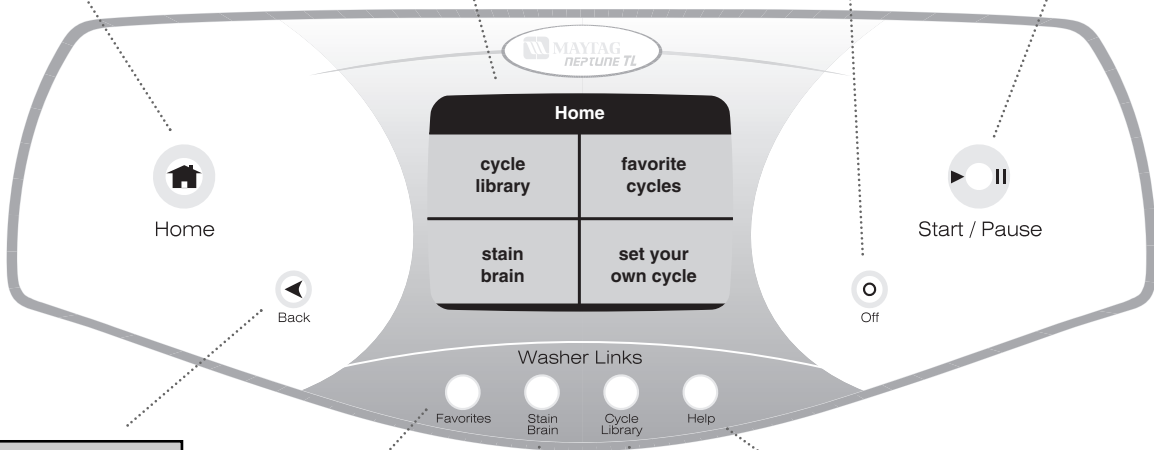 MAYTAG
NEPTUNE TL
Home
cycle
library
favorite
cycles
stain
brain
set your
own cycle
Home
Start / Pause
Back
Off
Washer Links
Favorites
Stain
Brain
Cycle
Library
Help